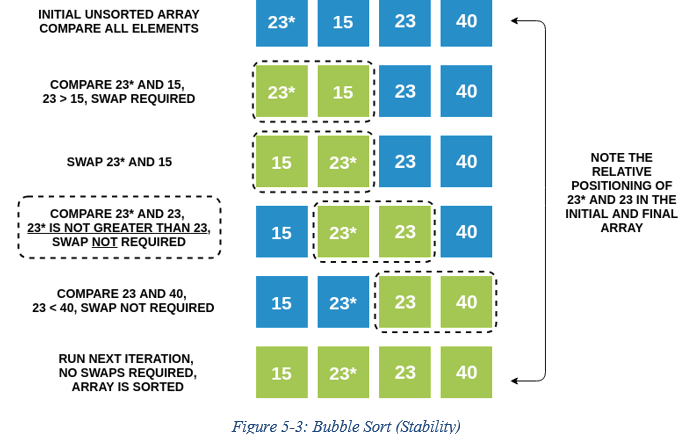 INITIAL UNSORTED ARRAY
COMPARE ALL ELEMENTS
23* 15 23 40
COMPARE 23* AND 15,
23 > 15, SWAP REQUIRED
23* 15 23 40
SWAP 23* AND 15
15 23* 23 40
COMPARE 23* AND 23,
23* IS NOT GREATER THAN 23,
SWAP NOT REQUIRED
15 23* 23 40
COMPARE 23 AND 40,
23 < 40, SWAP NOT REQUIRED
15 23* 23 40
RUN NEXT ITERATION,
NO SWAPS REQUIRED,
ARRAY IS SORTED
15 23* 23 40
NOTE THE
RELATIVE
POSITIONING OF
23* AND 23 IN THE
INITIAL AND FINAL
ARRAY
Figure 5-3: Bubble Sort (Stability)